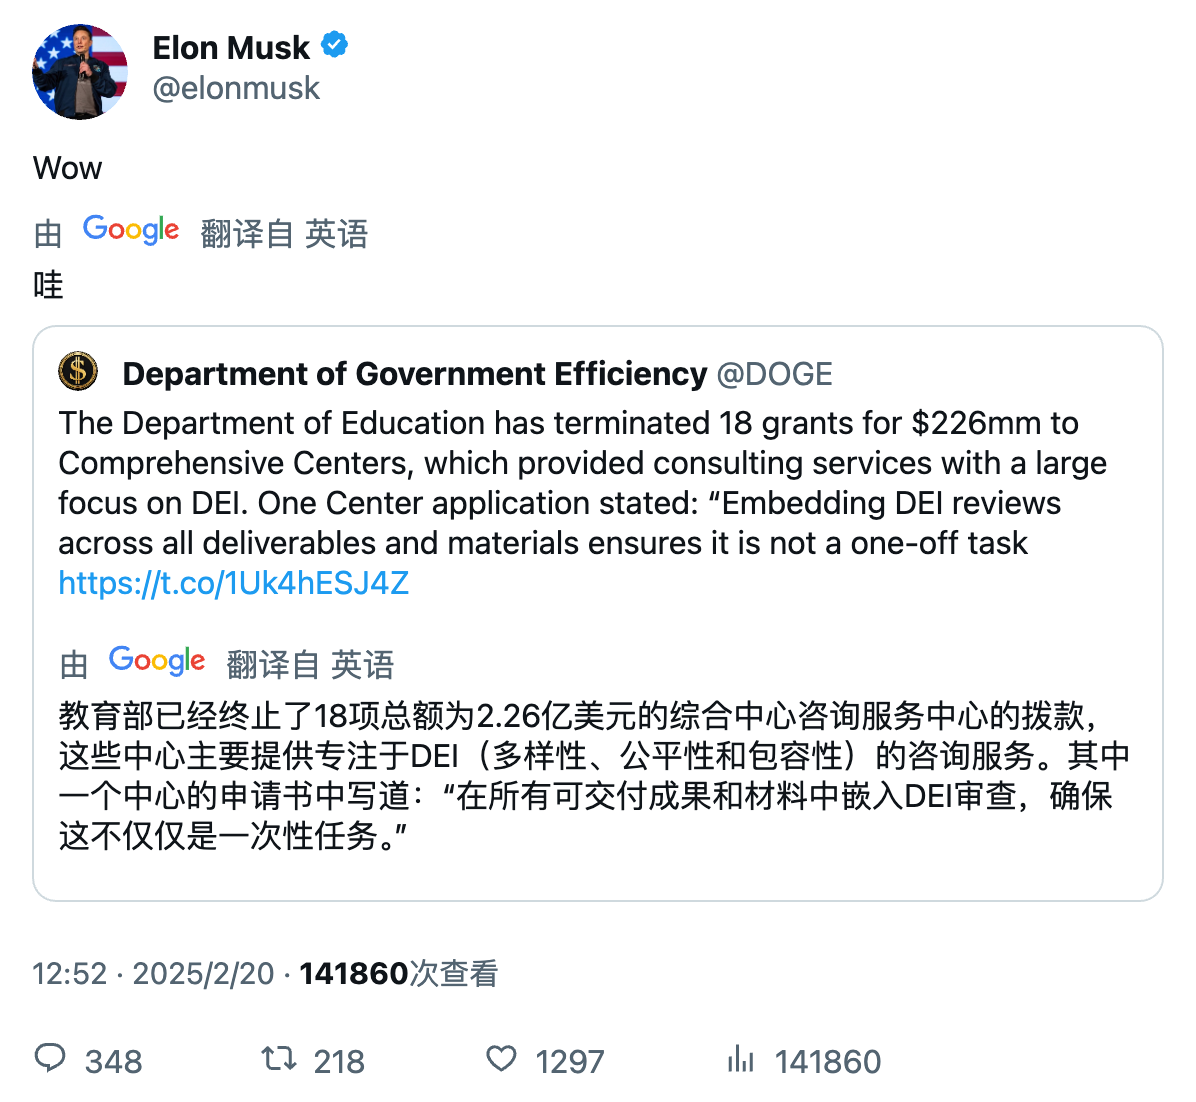 Elon Musk
@elonmusk
Wow
由 Google 翻译自 英语
哇
Department of Government Efficiency @DOGE
The Department of Education has terminated 18 grants for $226mm to
Comprehensive Centers, which provided consulting services with a large
focus on DEI. One Center application stated: “Embedding DEI reviews
across all deliverables and materials ensures it is not a one-off task
https://t.co/1Uk4hESJ4Z
由 Google 翻译自 英语
教育部已经终止了18项总额为2.26亿美元的综合中心咨询服务中心的拨款，
这些中心主要提供专注于DEI（多样性、公平性和包容性）的咨询服务。其中
一个中心的申请书中写道：“在所有可交付成果和材料中嵌入DEI审查，确保
这不仅仅是一次性任务。”
12:52 · 2025/2/20 · 141860次查看
348 218 1297 141860